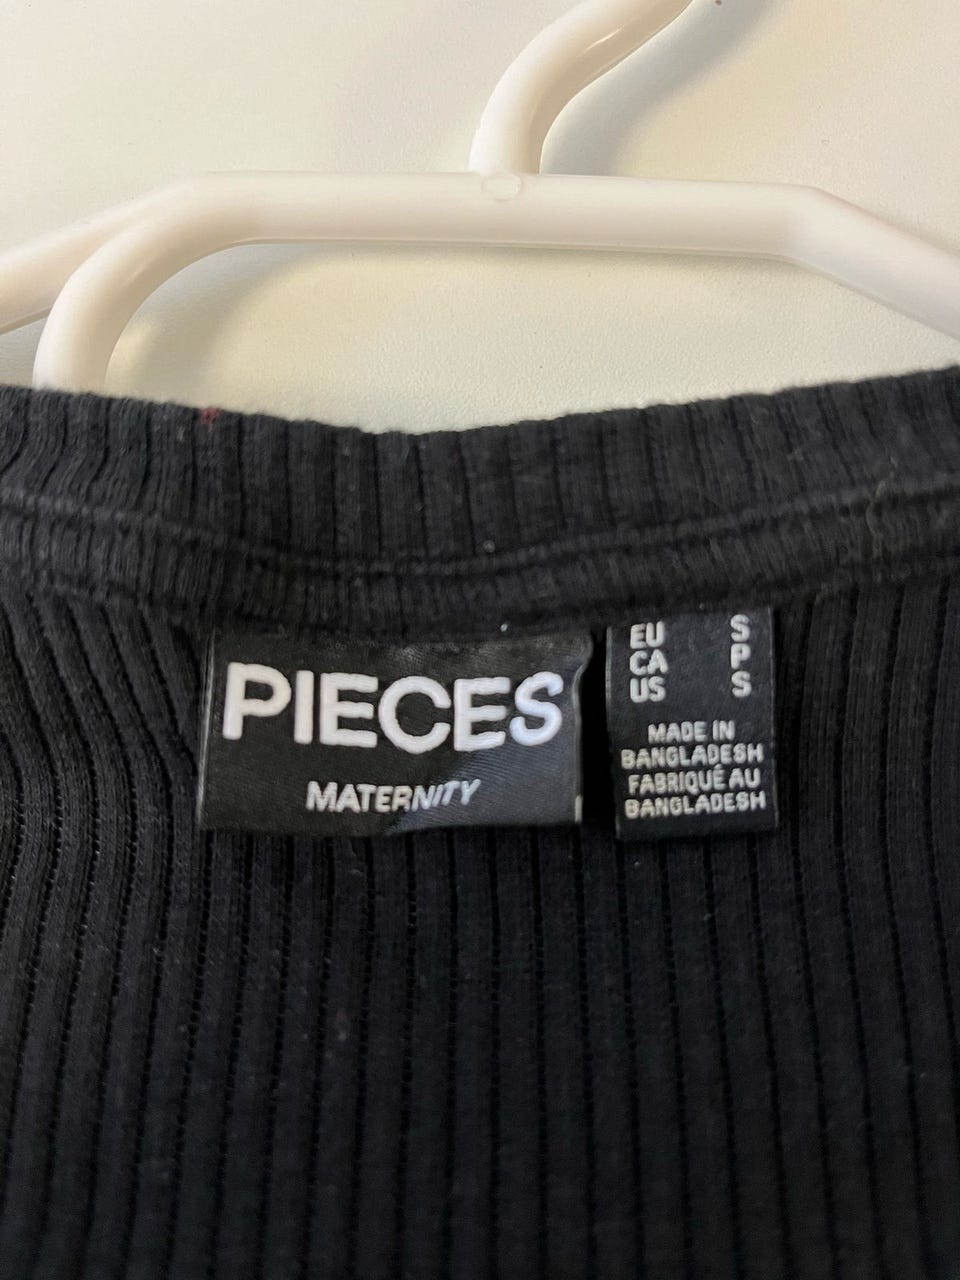 PIECES
MATERNITY
EU S
CA P
US S
MADE IN
BANGLADESH
FABRIQUÉ AU
BANGLADESH